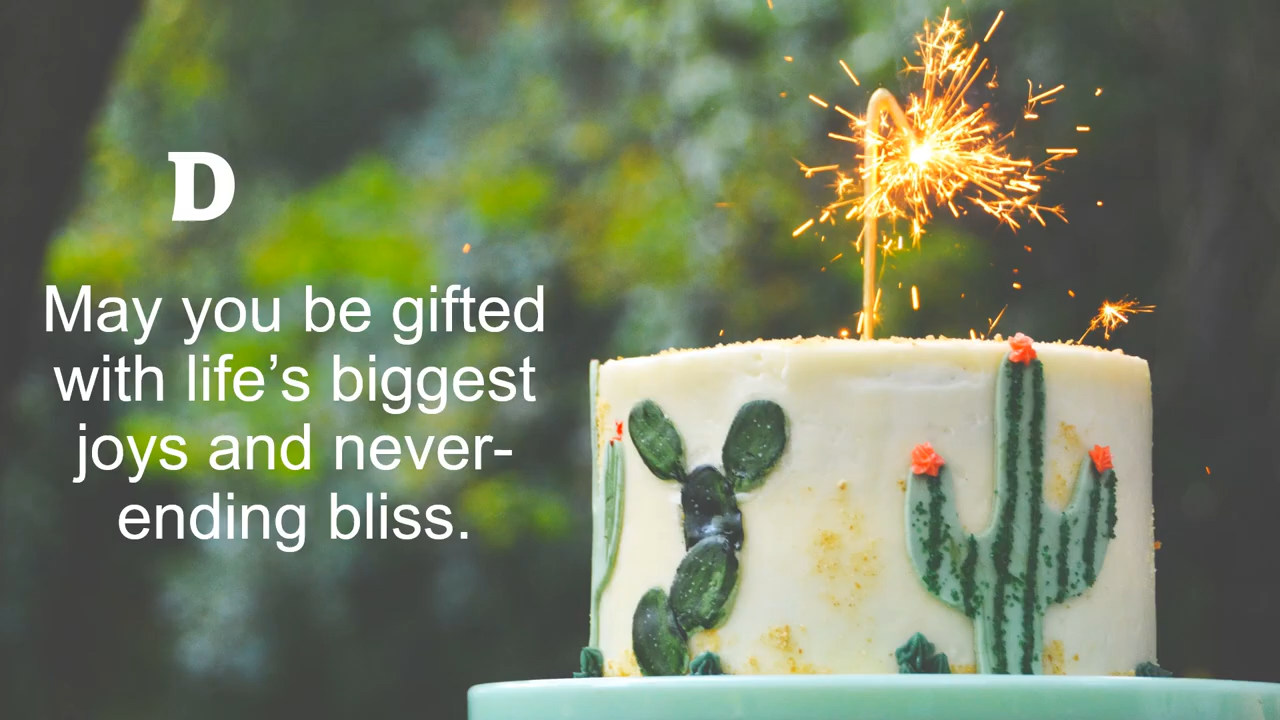 D
May you be gifted
with life’s biggest
joys and never-
ending bliss.